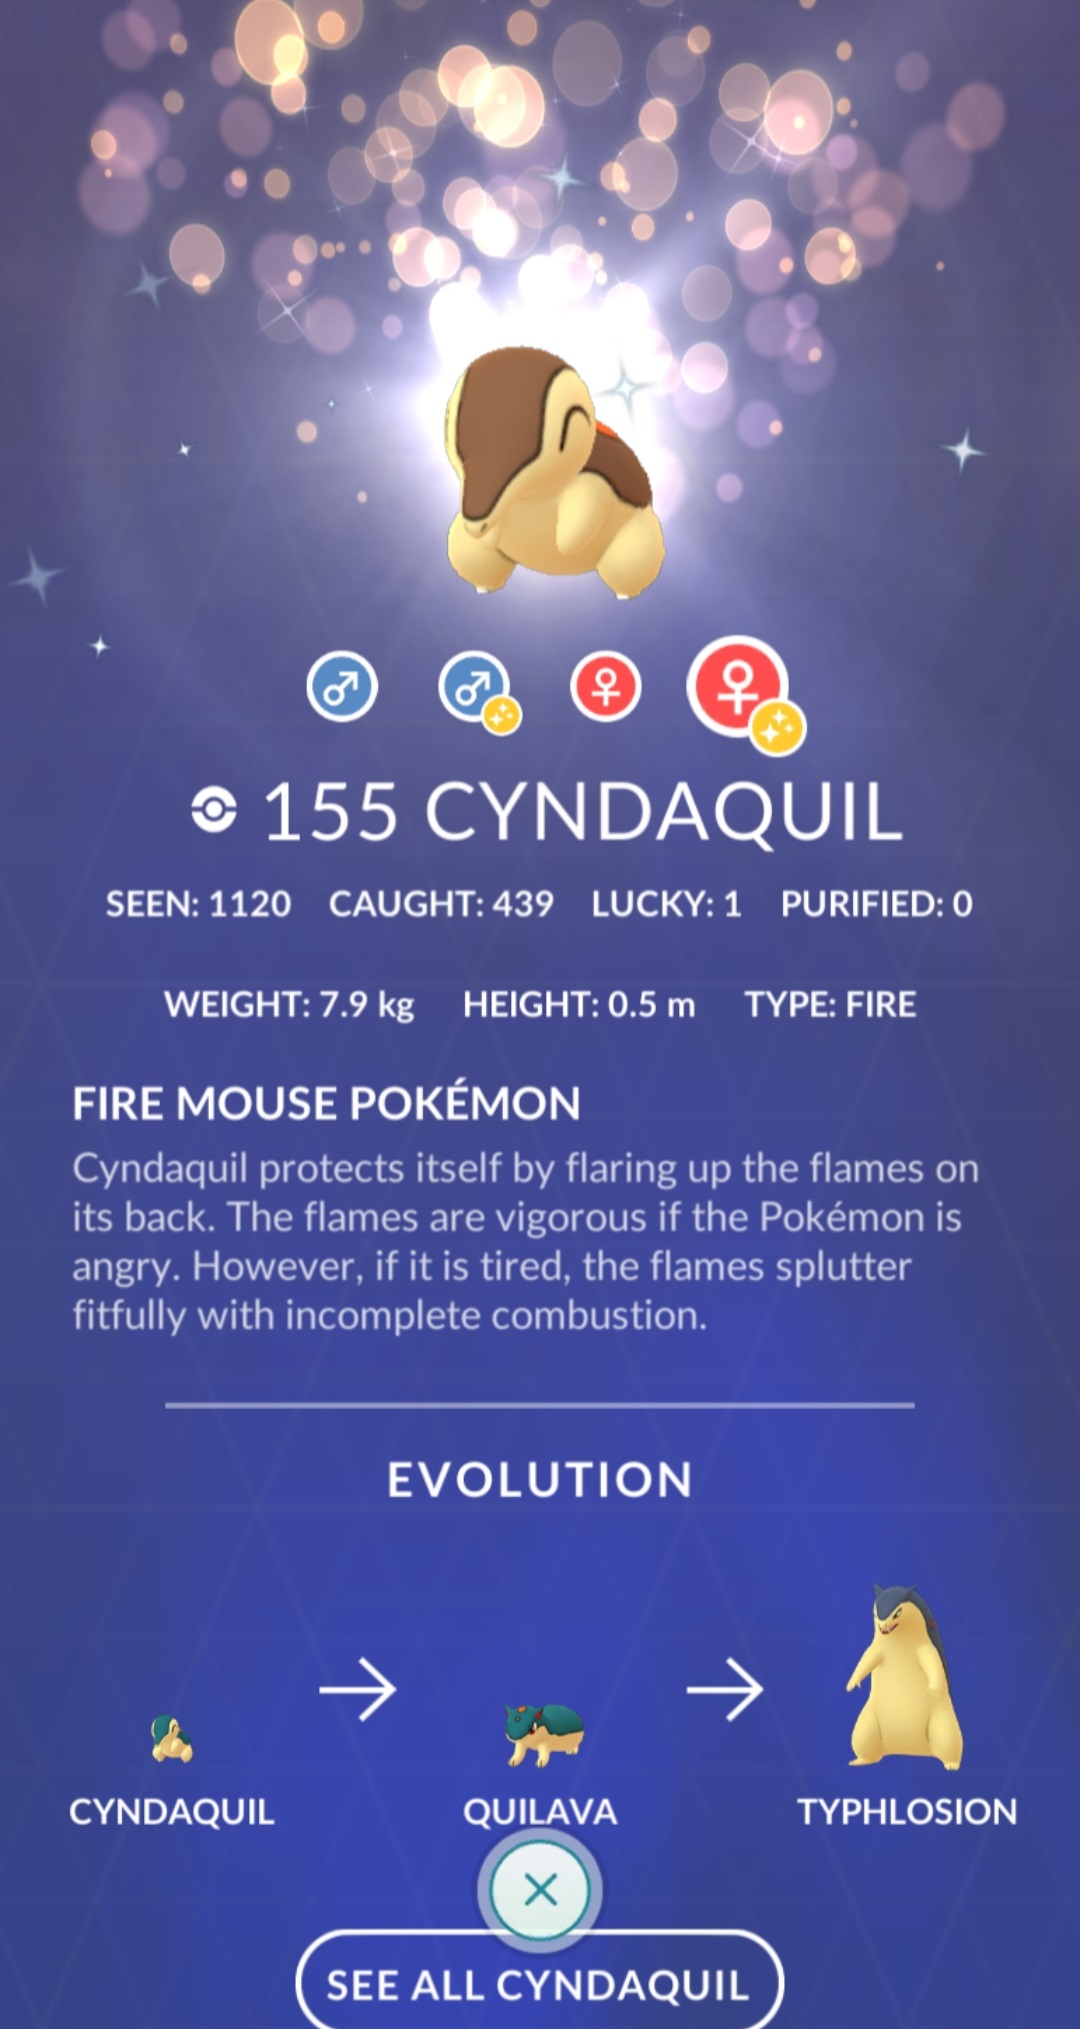 155 CYNDAQUIL
SEEN: 1120 CAUGHT: 439 LUCKY: 1 PURIFIED: 0
WEIGHT: 7.9 kg HEIGHT: 0.5 m TYPE: FIRE
FIRE MOUSE POKÉMON
Cyndaquil protects itself by flaring up the flames on
its back. The flames are vigorous if the Pokémon is
angry. However, if it is tired, the flames splutter
fitfully with incomplete combustion.
EVOLUTION
CYNDAQUIL QUILAVA TYPHLOSION
SEE ALL CYNDAQUIL